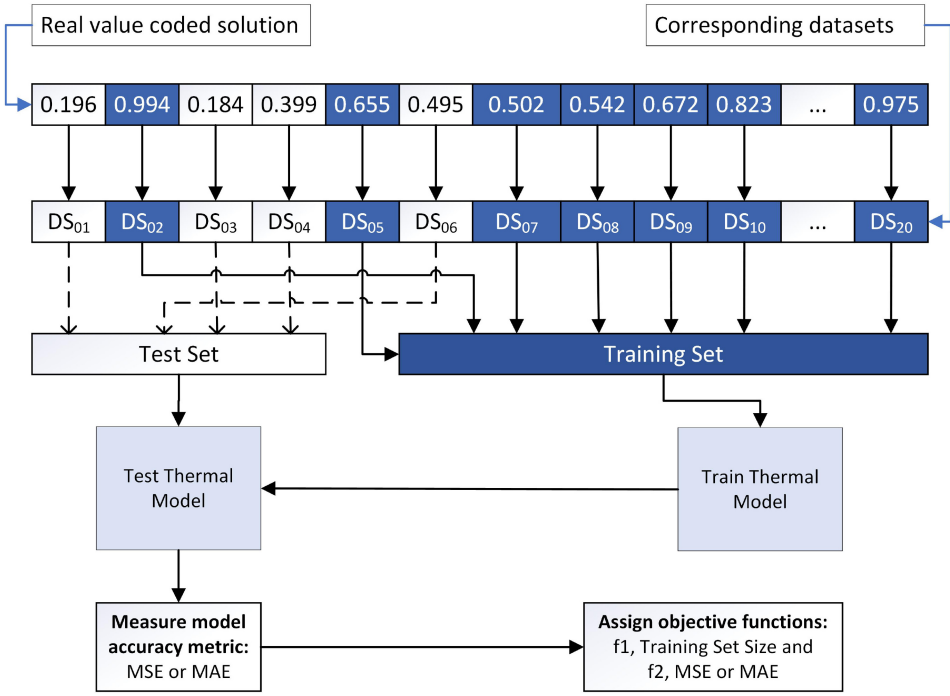 Real value coded solution
Corresponding datasets
0.196 0.994 0.184 0.399 0.655 0.495 0.502 0.542 0.672 0.823 ... 0.975
DS01 DS02 DS03 DS04 DS05 DS06 DS07 DS08 DS09 DS10 ... DS20
Test Set
Training Set
Test Thermal
Model
Train Thermal
Model
Measure model
accuracy metric:
MSE or MAE
Assign objective functions:
f1, Training Set Size and
f2, MSE or MAE